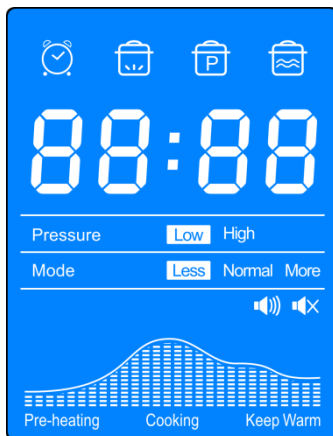 P
88:88
Pressure Low High
Mode Less Normal More
Pre-heating Cooking Keep Warm